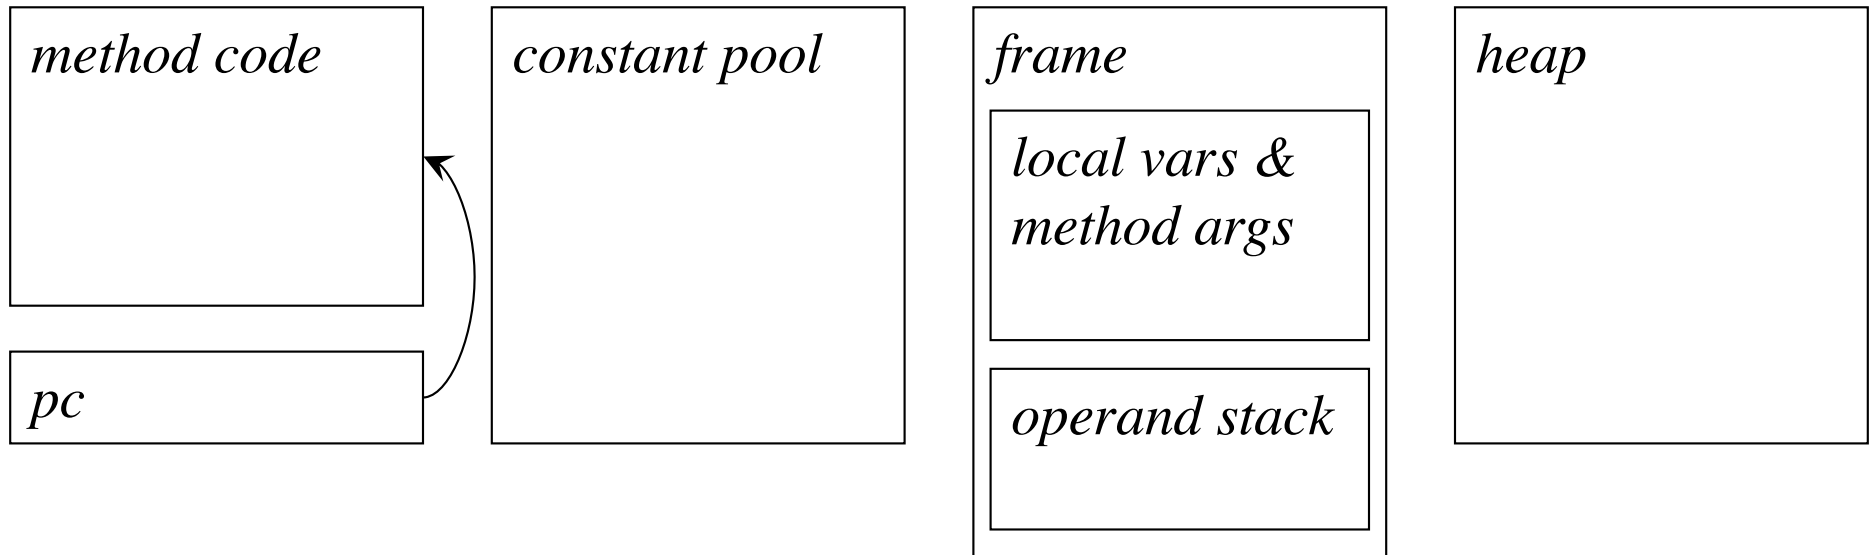 method code
pc
constant pool
frame
local vars &
method args
operand stack
heap